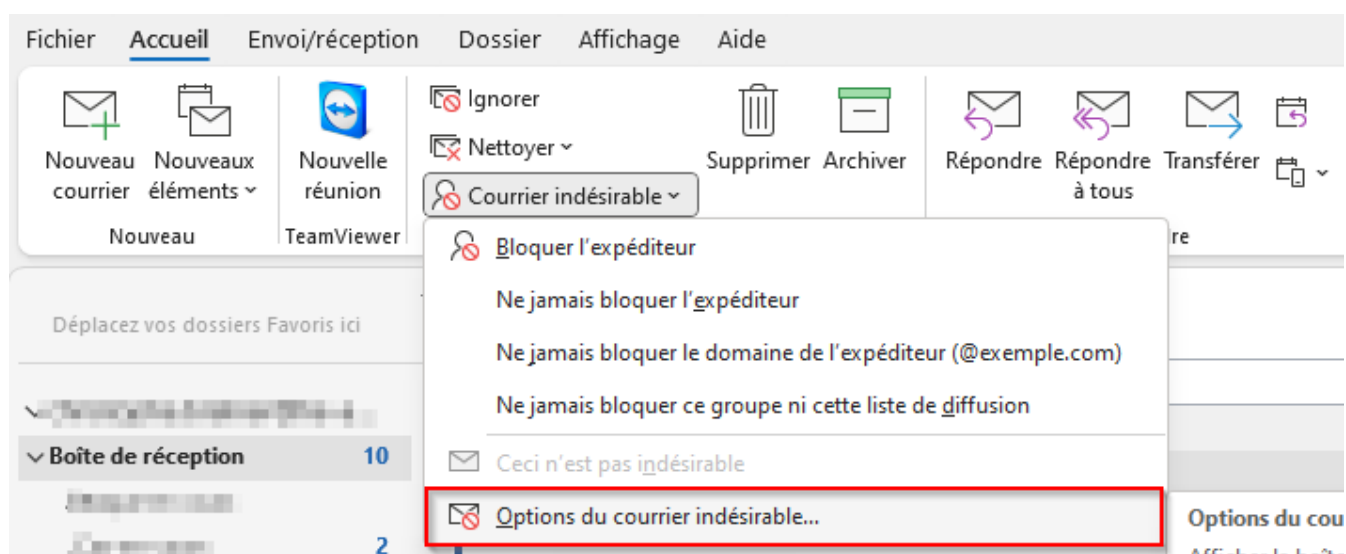 Fichier Accueil Envoi/réception Dossier Affichage Aide
Nouveau courrier
Nouveaux éléments
Nouvelle réunion
Ignorer
Nettoyer
Courrier indésirable
Supprimer
Archiver
Répondre
Répondre à tous
Transférer
Nouveau
TeamViewer
re
Bloquer l'expéditeur
Ne jamais bloquer l'expéditeur
Ne jamais bloquer le domaine de l'expéditeur (@exemple.com)
Ne jamais bloquer ce groupe ni cette liste de diffusion
Ceci n'est pas indésirable
Options du courrier indésirable...
Déplacez vos dossiers Favoris ici
Boîte de réception 10
2
Options du cou